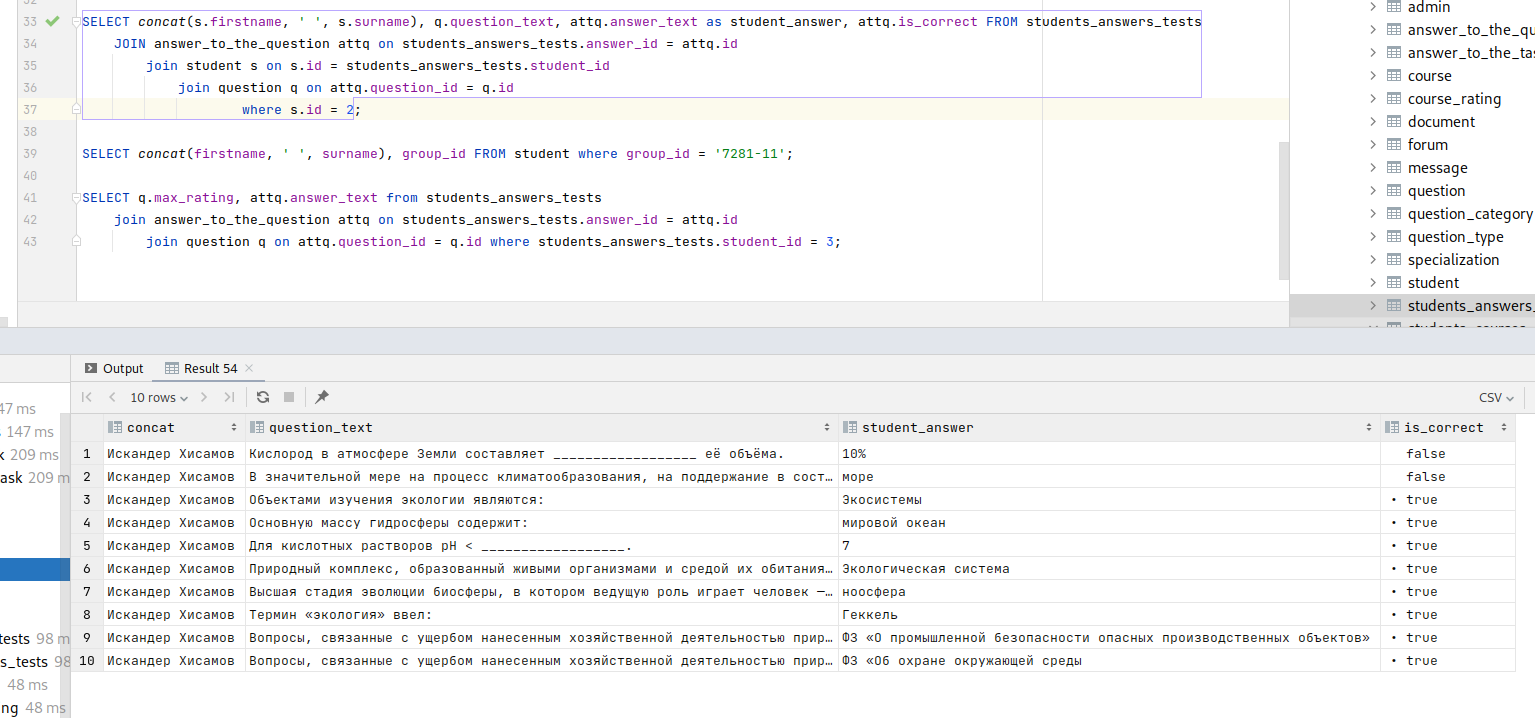 32
33 SELECT concat(s.firstname, ' ', s.surname), q.question_text, attq.answer_text as student_answer, attq.is_correct FROM students_answers_tests
34 JOIN answer_to_the_question attq on students_answers_tests.answer_id = attq.id
35 join student s on s.id = students_answers_tests.student_id
36 join question q on attq.question_id = q.id
37 where s.id = 2;
38
39 SELECT concat(firstname, ' ', surname), group_id FROM student where group_id = '7281-11';
40
41 SELECT q.max_rating, attq.answer_text from students_answers_tests
42 join answer_to_the_question attq on students_answers_tests.answer_id = attq.id
43 join question q on attq.question_id = q.id where students_answers_tests.student_id = 3;
admin
answer_to_the_qu
answer_to_the_tas
course
course_rating
document
forum
message
question
question_category
question_type
specialization
student
students_answers_
students_courses
Output Result 54
10 rows CSV
47 ms
147 ms
k 209 ms
ask 209 m
tests 98 m
s_tests 98
48 ms
ng 48 ms
concat question_text student_answer is_correct
1 Искандер Хисамов Кислород в атмосфере Земли составляет __________________ её объёма. 10% false
2 Искандер Хисамов В значительной мере на процесс климатообразования, на поддержание в сост… море false
3 Искандер Хисамов Объектами изучения экологии являются: Экосистемы • true
4 Искандер Хисамов Основную массу гидросферы содержит: мировой океан • true
5 Искандер Хисамов Для кислотных растворов pH < __________________. 7 • true
6 Искандер Хисамов Природный комплекс, образованный живыми организмами и средой их обитания… Экологическая система • true
7 Искандер Хисамов Высшая стадия эволюции биосферы, в котором ведущую роль играет человек —… ноосфера • true
8 Искандер Хисамов Термин «экология» ввел: Геккель • true
9 Искандер Хисамов Вопросы, связанные с ущербом нанесенным хозяйственной деятельностью прир… ФЗ «О промышленной безопасности опасных производственных объектов» • true
10 Искандер Хисамов Вопросы, связанные с ущербом нанесенным хозяйственной деятельностью прир… ФЗ «Об охране окружающей среды • true